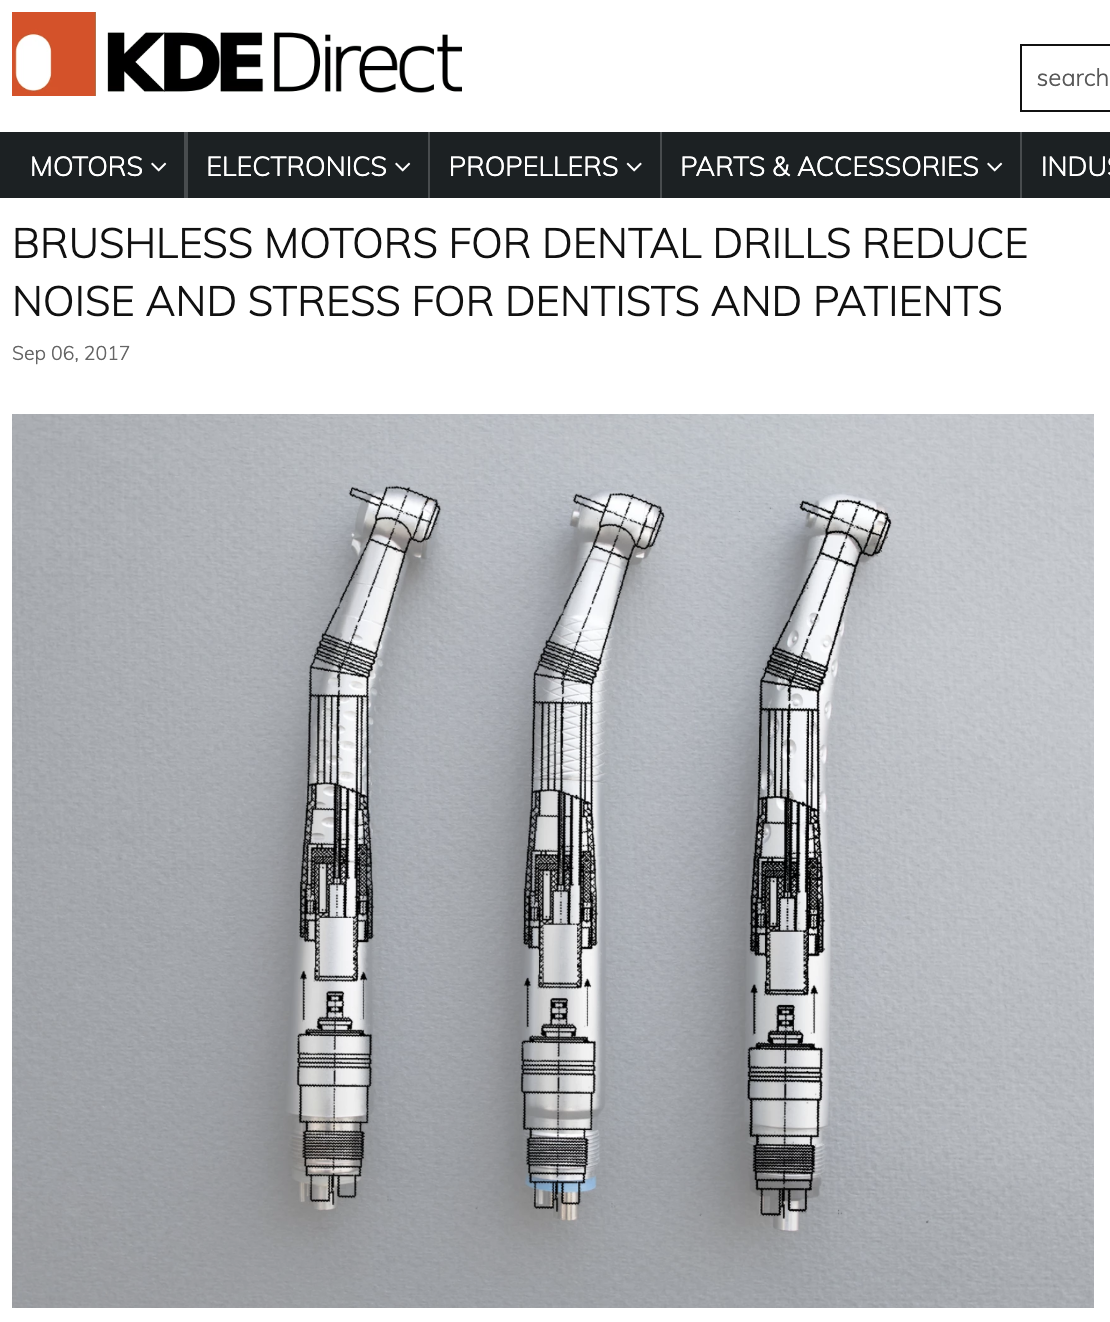 KDE Direct
search
MOTORS
ELECTRONICS
PROPELLERS
PARTS & ACCESSORIES
BRUSHLESS MOTORS FOR DENTAL DRILLS REDUCE
NOISE AND STRESS FOR DENTISTS AND PATIENTS
Sep 06, 2017